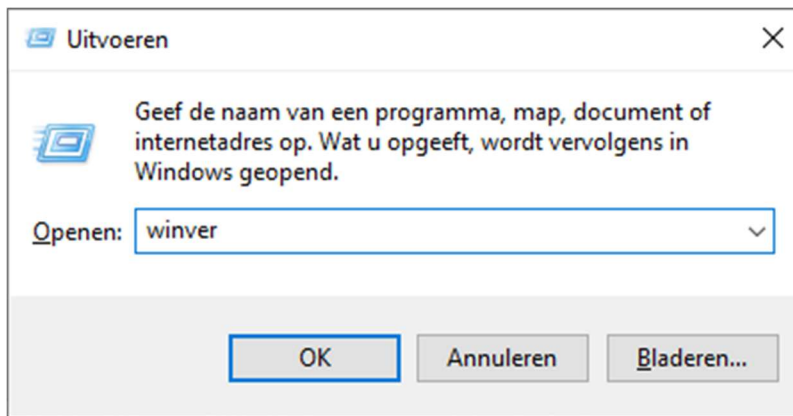 Uitvoeren
Geef de naam van een programma, map, document of
internetadres op. Wat u opgeeft, wordt vervolgens in
Windows geopend.
Openen: winver
OK Annuleren Bladeren...